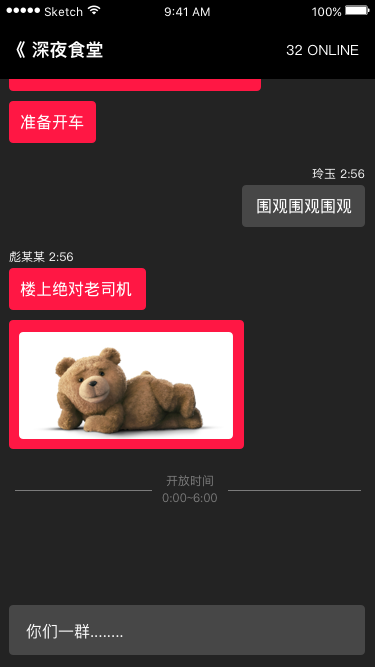 Sketch 9:41 AM 100%
《 深夜食堂 32 ONLINE
准备开车
玲玉 2:56
围观围观围观
彪某某 2:56
楼上绝对老司机
开放时间
0:00~6:00
你们一群........